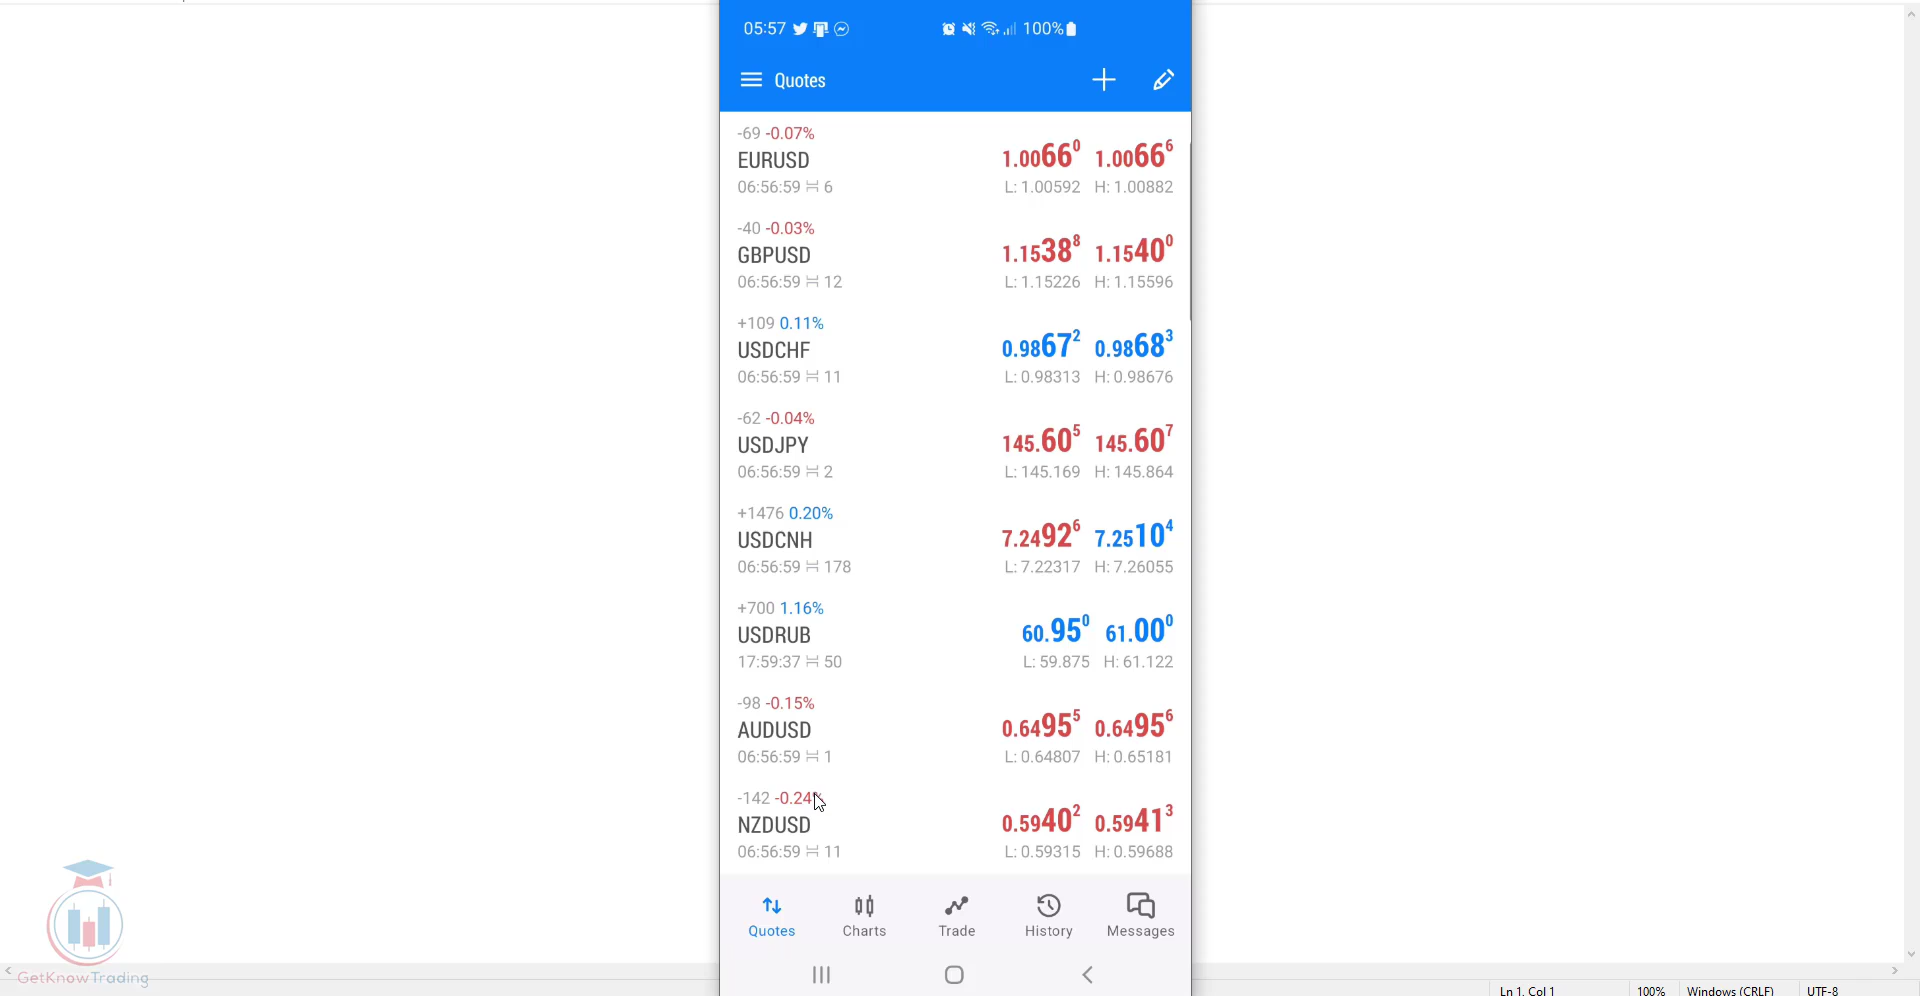 05:57 100%
Quotes
-69 -0.07%
EURUSD 1.00660 1.00666
06:56:59 6 L: 1.00592 H: 1.00882
-40 -0.03%
GBPUSD 1.15388 1.15400
06:56:59 12 L: 1.15226 H: 1.15596
+109 0.11%
USDCHF 0.98672 0.98683
06:56:59 11 L: 0.98313 H: 0.98676
-62 -0.04%
USDJPY 145.605 145.607
06:56:59 2 L: 145.169 H: 145.864
+1476 0.20%
USDCNH 7.24926 7.25104
06:56:59 178 L: 7.22317 H: 7.26055
+700 1.16%
USDRUB 60.950 61.000
17:59:37 50 L: 59.875 H: 61.122
-98 -0.15%
AUDUSD 0.64955 0.64956
06:56:59 1 L: 0.64807 H: 0.65181
-142 -0.24%
NZDUSD 0.59402 0.59413
06:56:59 11 L: 0.59315 H: 0.59688
Quotes Charts Trade History Messages
GetKnowTrading
Ln 1, Col 1 100% Windows (CRLF) UTF-8